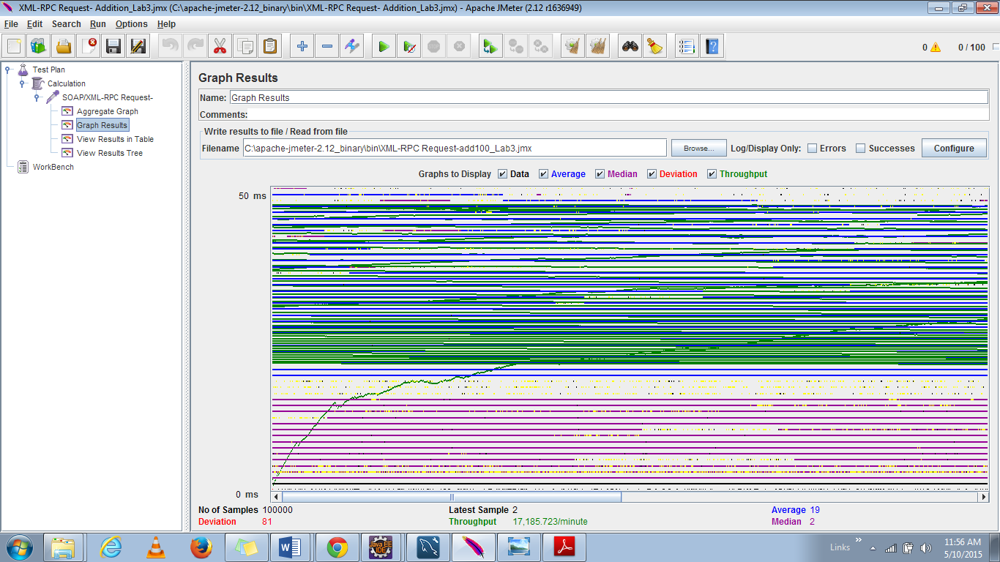 XML-RPC Request- Addition_Lab3.jmx (C:\apache-jmeter-2.12_binary\bin\XML-RPC Request- Addition_Lab3.jmx) - Apache JMeter (2.12 r1636949)
File Edit Search Run Options Help
0 0 / 100
Test Plan
Calculation
SOAP/XML-RPC Request-
Aggregate Graph
Graph Results
View Results in Table
View Results Tree
WorkBench
Graph Results
Name: Graph Results
Comments:
Write results to file / Read from file
Filename C:\apache-jmeter-2.12_binary\bin\XML-RPC Request-add100_Lab3.jmx Browse... Log/Display Only: Errors Successes Configure
Graphs to Display Data Average Median Deviation Throughput
50 ms
0 ms
No of Samples 100000 Latest Sample 2 Average 19
Deviation 81 Throughput 17,185.723/minute Median 2
Java EE
IDE
Links »
11:56 AM
5/10/2015